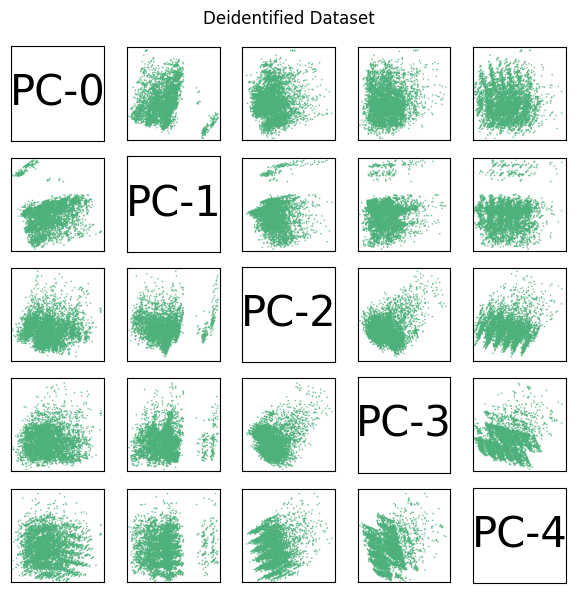 Deidentified Dataset
PC-0
PC-1
PC-2
PC-3
PC-4